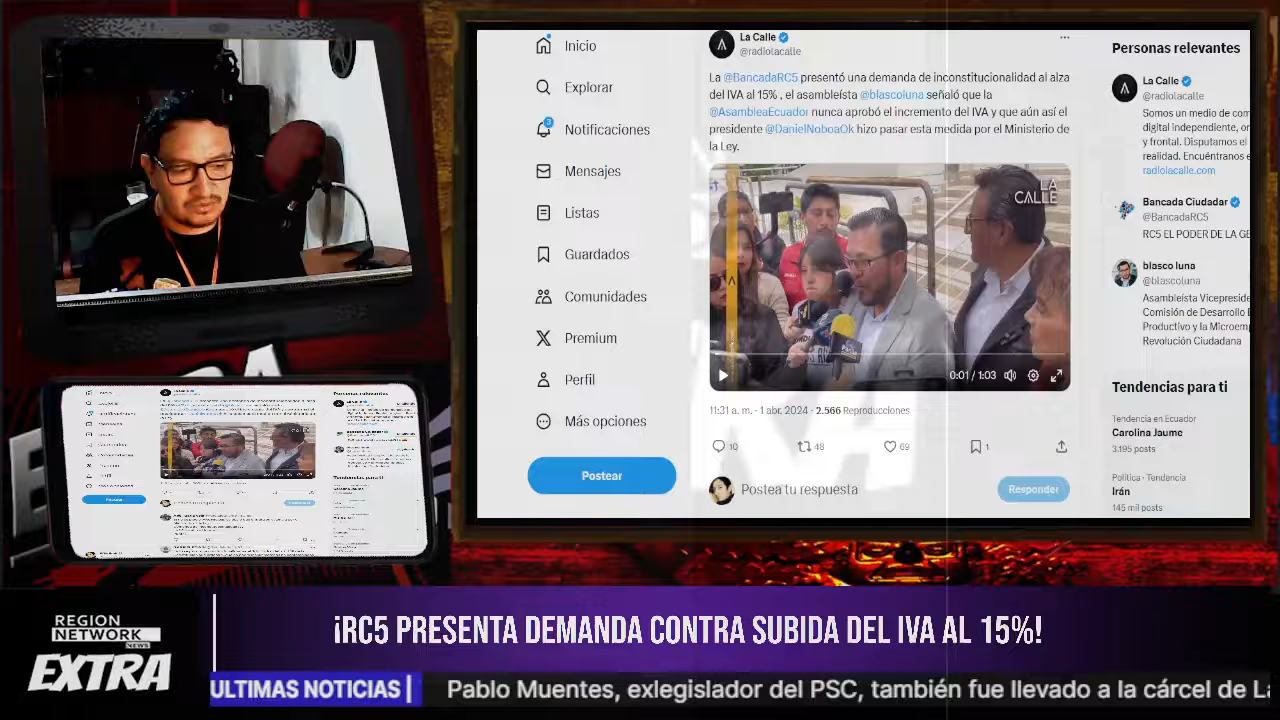 Inicio
Explorar
3
Notificaciones
Mensajes
Listas
Guardados
Comunidades
Premium
Perfil
Más opciones
Postear
La Calle
@radiolacalle
La @BancadaRC5 presentó una demanda de inconstitucionalidad al alza
del IVA al 15% , el asambleísta @blascoluna señaló que la
@AsambleaEcuador nunca aprobó el incremento del IVA y que aún así el
presidente @DanielNoboaOk hizo pasar esta medida por el Ministerio de
la Ley.
LA
CALLE
0:01 / 1:03
11:31 a. m. · 1 abr. 2024 · 2.566 Reproducciones
10
48
69
1
Postea tu respuesta
Responder
Personas relevantes
La Calle
@radiolacalle
Somos un medio de com
digital independiente, or
y frontal. Disputamos el
realidad. Encuéntranos e
radiolacalle.com
Bancada Ciudadar
@BancadaRC5
RC5 EL PODER DE LA GE
blasco luna
@blascoluna
Asambleísta Vicepreside
Comisión de Desarrollo E
Productivo y la Microemp
Revolución Ciudadana
Tendencias para ti
Tendencia en Ecuador
Carolina Jaume
3.195 posts
Política · Tendencia
Irán
145 mil posts
REGION
NETWORK
NEWS
EXTRA
¡RC5 PRESENTA DEMANDA CONTRA SUBIDA DEL IVA AL 15%!
ULTIMAS NOTICIAS |
Pablo Muentes, exlegislador del PSC, también fue llevado a la cárcel de La